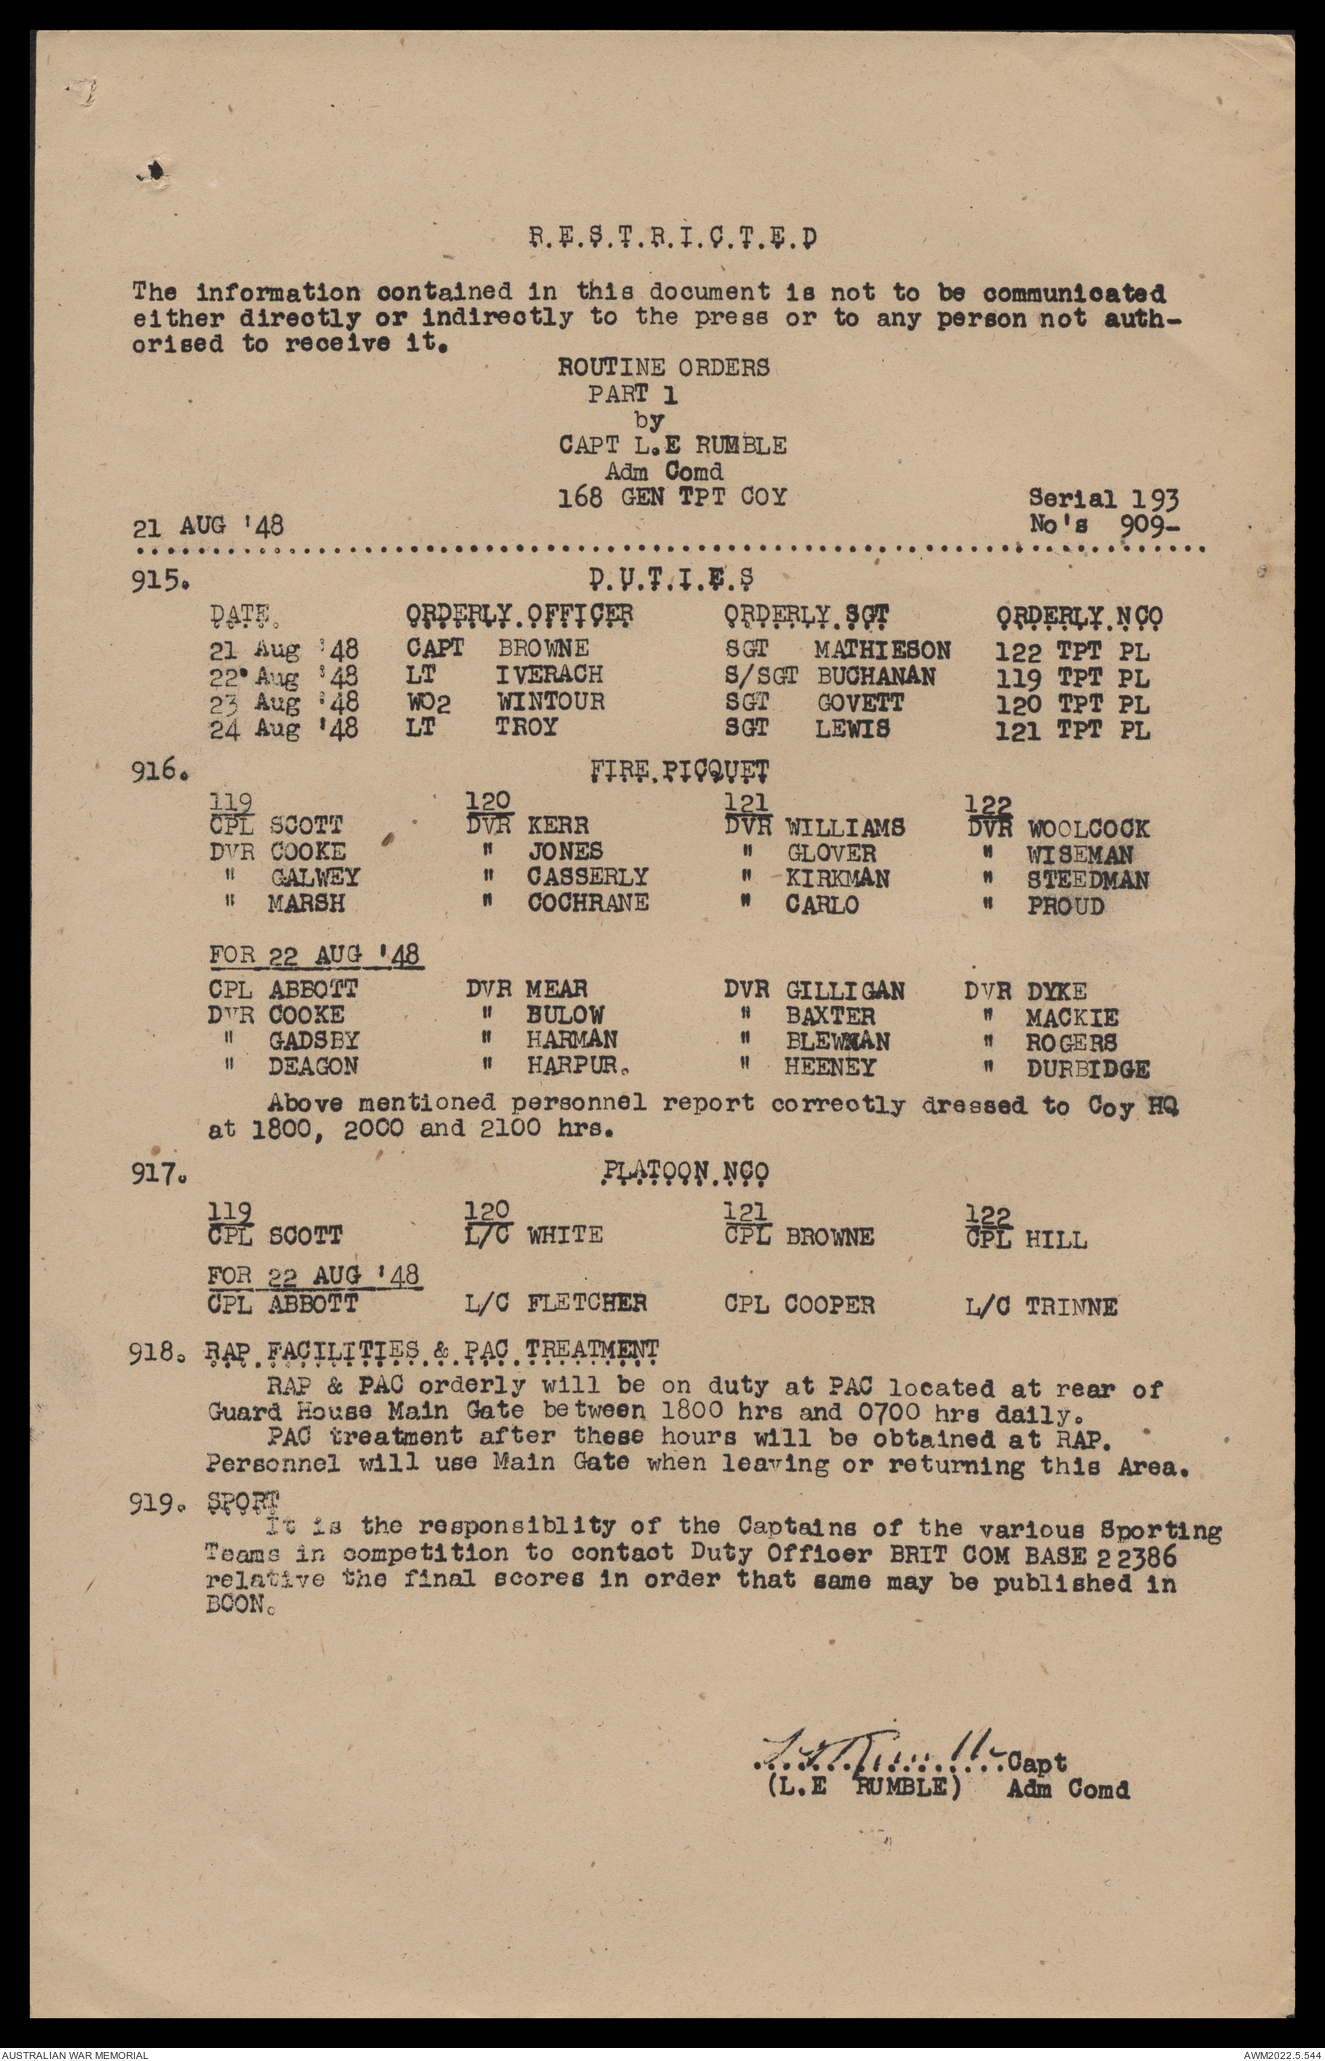 R.E.S.T.R.I.C.T.E.D
The information contained in this document is not to be communicated
either directly or indirectly to the press or to any person not auth-
orised to receive it.
ROUTINE ORDERS
PART 1
by
CAPT L.E RUMBLE
Adm Comd
168 GEN TPT COY
Serial 193
21 AUG '48 No's 909-
915. D.U.T.I.E.S
DATE. ORDERLY.OFFICER ORDERLY.SGT ORDERLY.NCO
21 Aug '48 CAPT BROWNE SGT MATHIESON 122 TPT PL
22 Aug '48 LT IVERACH S/SGT BUCHANAN 119 TPT PL
23 Aug '48 WO2 WINTOUR SGT GOVETT 120 TPT PL
24 Aug '48 LT TROY SGT LEWIS 121 TPT PL
916. FIRE.PICQUET
119 120 121 122
CPL SCOTT DVR KERR DVR WILLIAMS DVR WOOLCOCK
DVR COOKE " JONES " GLOVER " WISEMAN
" GALWEY " CASSERLY " KIRKMAN " STEEDMAN
" MARSH " COCHRANE " CARLO " PROUD
FOR 22 AUG '48
CPL ABBOTT DVR MEAR DVR GILLIGAN DVR DYKE
DVR COOKE " BULOW " BAXTER " MACKIE
" GADSBY " HARMAN " BLEWMAN " ROGERS
" DEAGON " HARPUR. " HEENEY " DURBIDGE
Above mentioned personnel report correctly dressed to Coy HQ
at 1800, 2000 and 2100 hrs.
917. PLATOON.NCO
119 120 121 122
CPL SCOTT L/C WHITE CPL BROWNE CPL HILL
FOR 22 AUG '48
CPL ABBOTT L/C FLETCHER CPL COOPER L/C TRINNE
918. RAP.FACILITIES & PAC.TREATMENT
RAP & PAC orderly will be on duty at PAC located at rear of
Guard House Main Gate between 1800 hrs and 0700 hrs daily.
PAC treatment after these hours will be obtained at RAP.
Personnel will use Main Gate when leaving or returning this Area.
919. SPORT
It is the responsiblity of the Captains of the various Sporting
Teams in competition to contact Duty Officer BRIT COM BASE 2 2386
relative the final scores in order that same may be published in
BCON.
L E Rumble Capt
(L.E RUMBLE) Adm Comd
AUSTRALIAN WAR MEMORIAL AWM2022.5.544